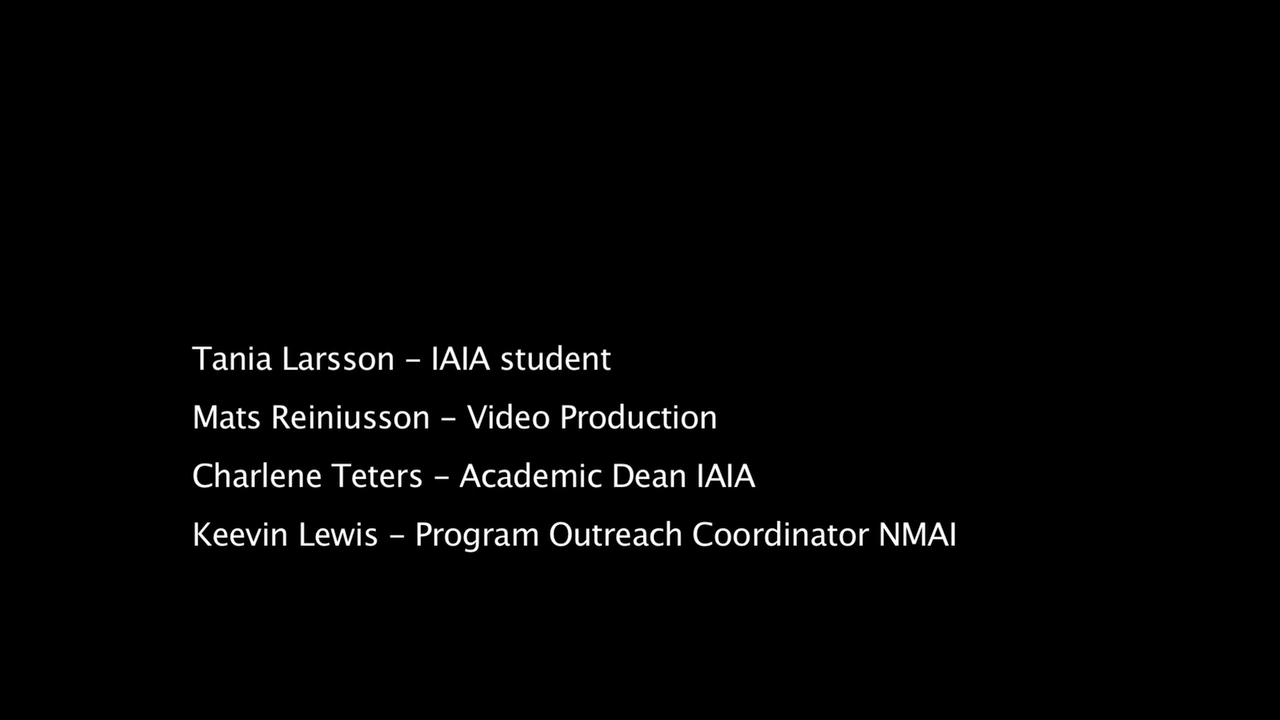 Tania Larsson – IAIA student
Mats Reiniusson – Video Production
Charlene Teters – Academic Dean IAIA
Keevin Lewis – Program Outreach Coordinator NMAI